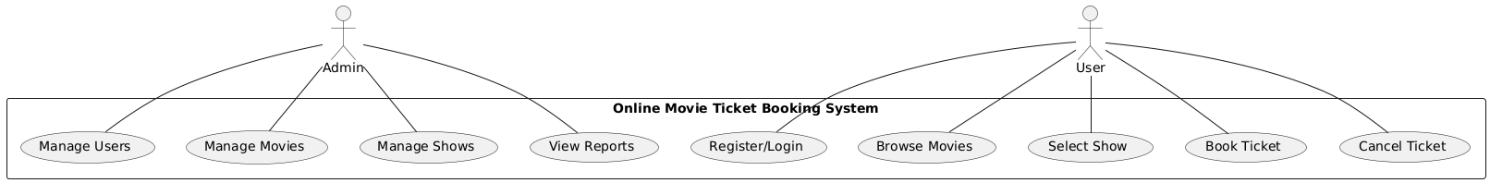 Admin
User
Online Movie Ticket Booking System
Manage Users
Manage Movies
Manage Shows
View Reports
Register/Login
Browse Movies
Select Show
Book Ticket
Cancel Ticket